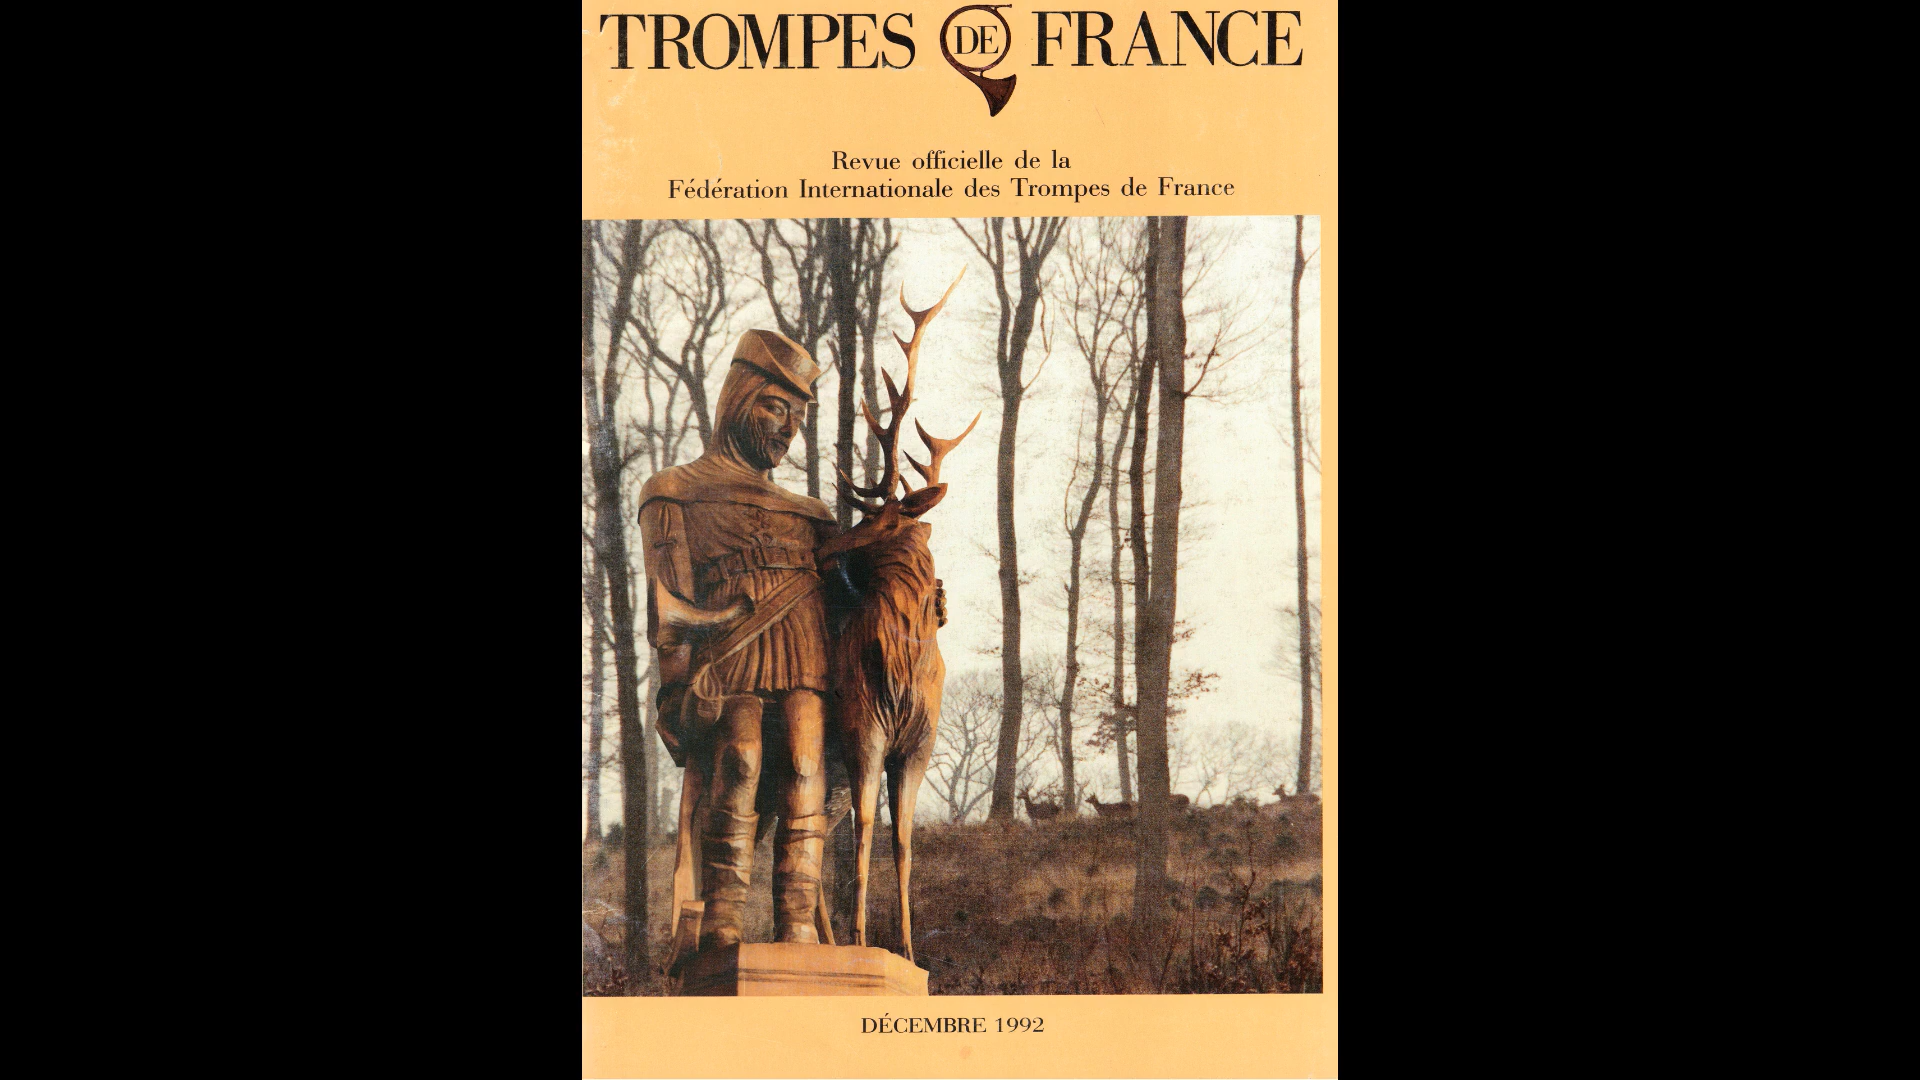 TROMPES DE FRANCE
Revue officielle de la
Fédération Internationale des Trompes de France
DÉCEMBRE 1992